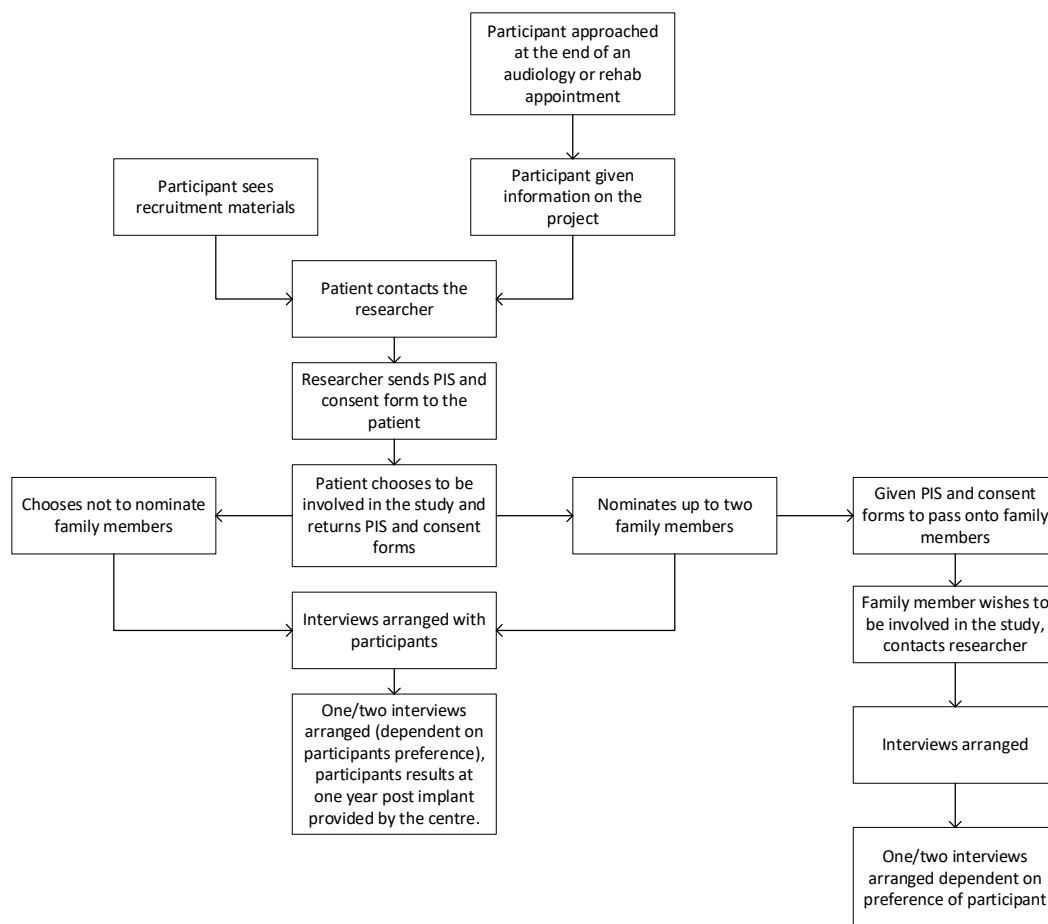 Participant approached
at the end of an
audiology or rehab
appointment
Participant sees
recruitment materials
Participant given
information on the
project
Patient contacts the
researcher
Researcher sends PIS and
consent form to the
patient
Chooses not to nominate
family members
Patient chooses to be
involved in the study and
returns PIS and consent
forms
Nominates up to two
family members
Given PIS and consent
forms to pass onto family
members
Interviews arranged with
participants
Family member wishes to
be involved in the study,
contacts researcher
One/two interviews
arranged (dependent on
participants preference),
participants results at
one year post implant
provided by the centre.
Interviews arranged
One/two interviews
arranged dependent on
preference of participant